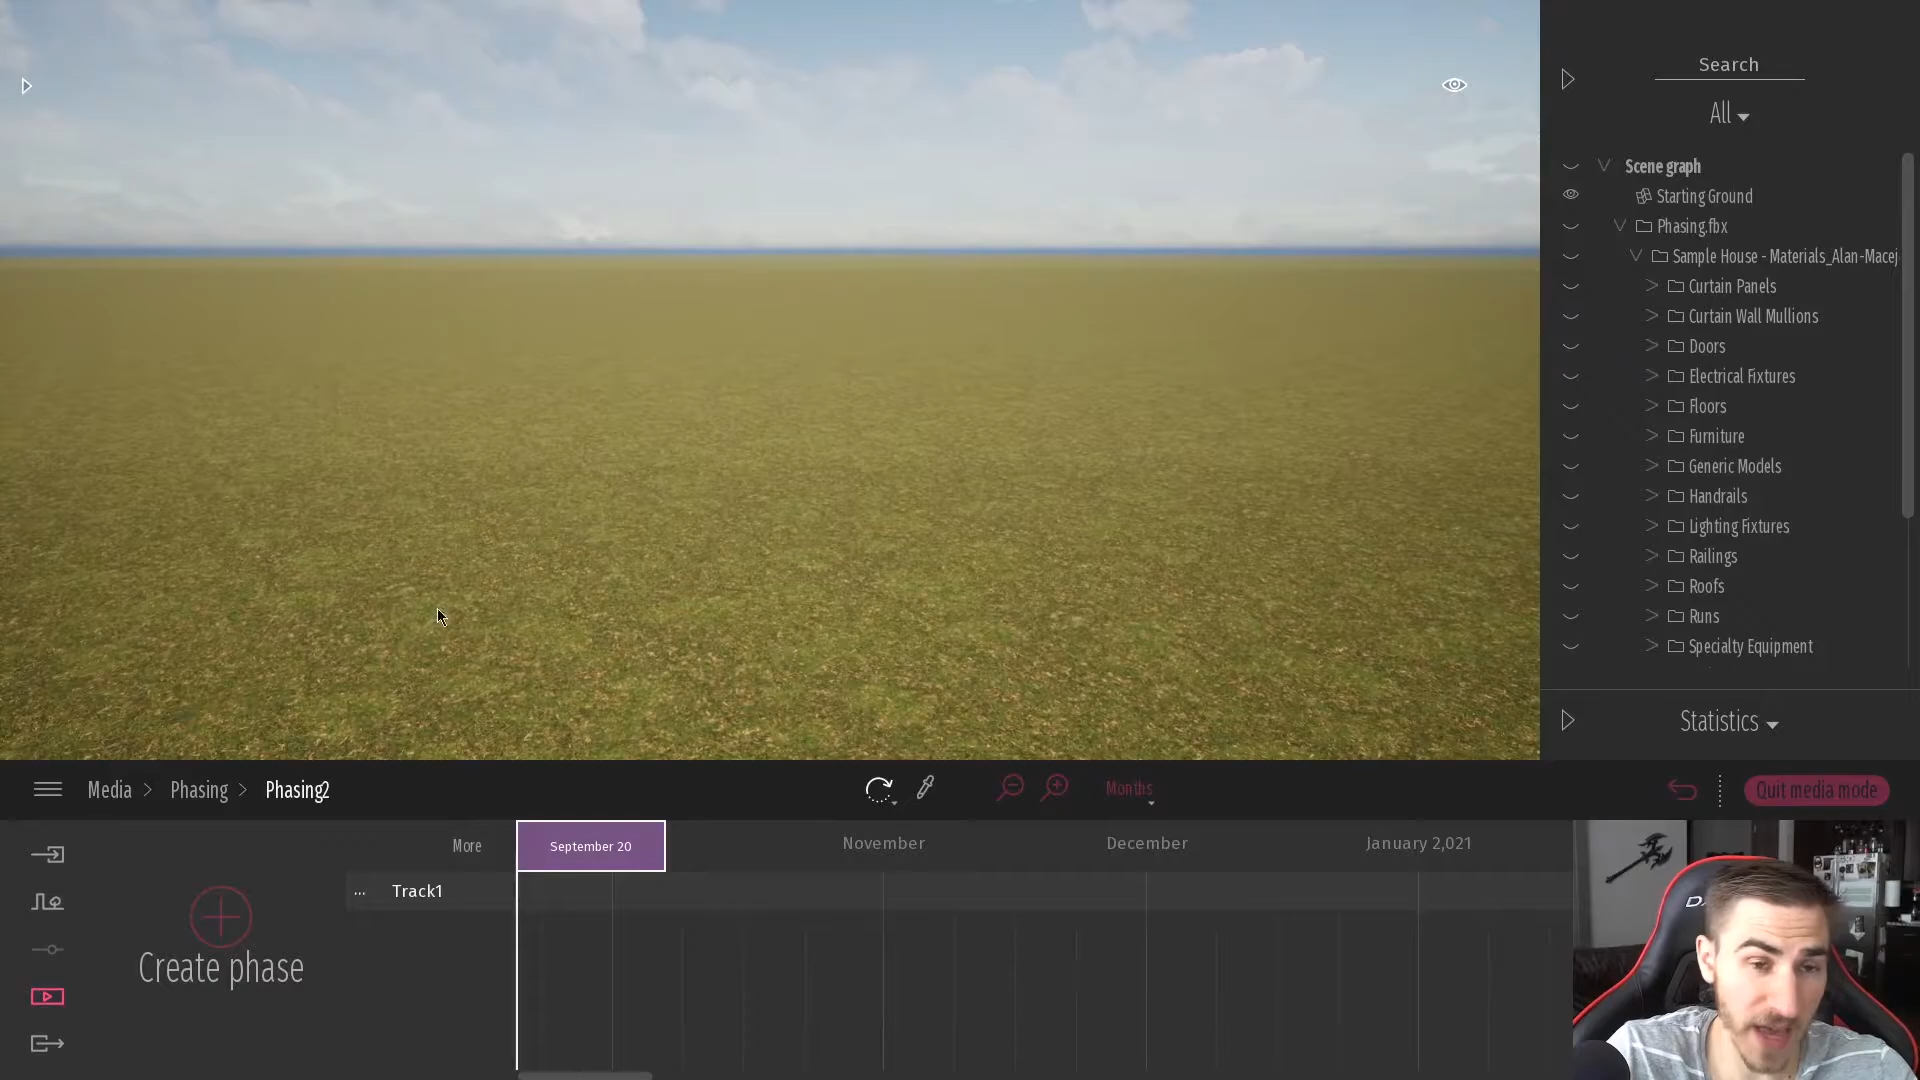 Search
All
Scene graph
Starting Ground
Phasing.fbx
Sample House - Materials_Alan-Macej
Curtain Panels
Curtain Wall Mullions
Doors
Electrical Fixtures
Floors
Furniture
Generic Models
Handrails
Lighting Fixtures
Railings
Roofs
Runs
Specialty Equipment
Statistics
Media > Phasing > Phasing2
Months
Quit media mode
More
September 20
November
December
January 2,021
... Track1
Create phase